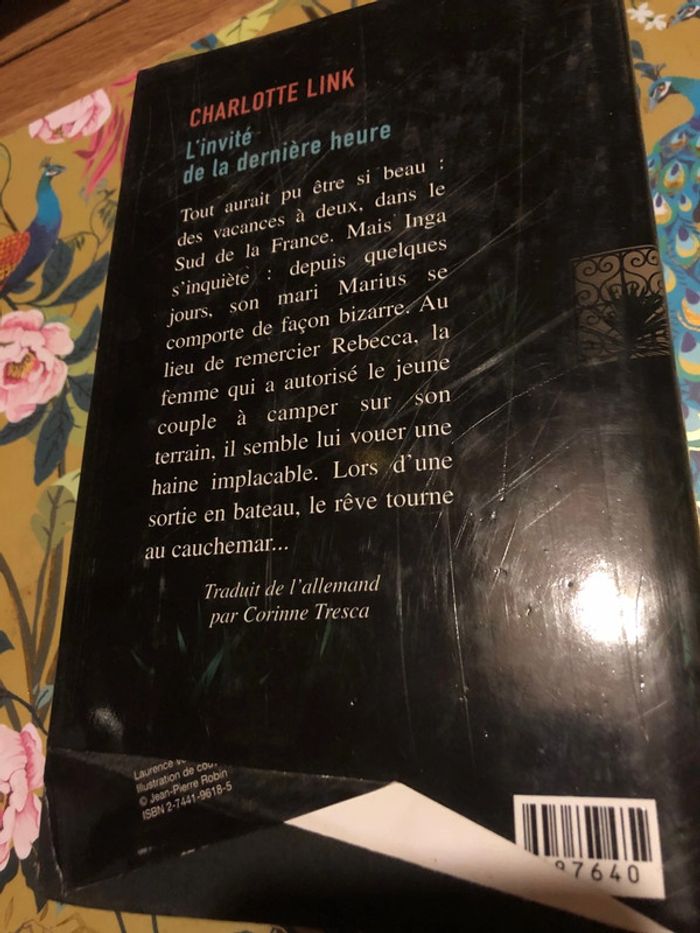 CHARLOTTE LINK
L'invité
de la dernière heure
Tout aurait pu être si beau :
des vacances à deux, dans le
Sud de la France. Mais Inga
s'inquiète : depuis quelques
jours, son mari Marius se
comporte de façon bizarre. Au
lieu de remercier Rebecca, la
femme qui a autorisé le jeune
couple à camper sur son
terrain, il semble lui vouer une
haine implacable. Lors d'une
sortie en bateau, le rêve tourne
au cauchemar...
Traduit de l'allemand
par Corinne Tresca
Laurence
Illustration de
© Jean-Pierre Robin
ISBN 2-7441-9618-5
97640